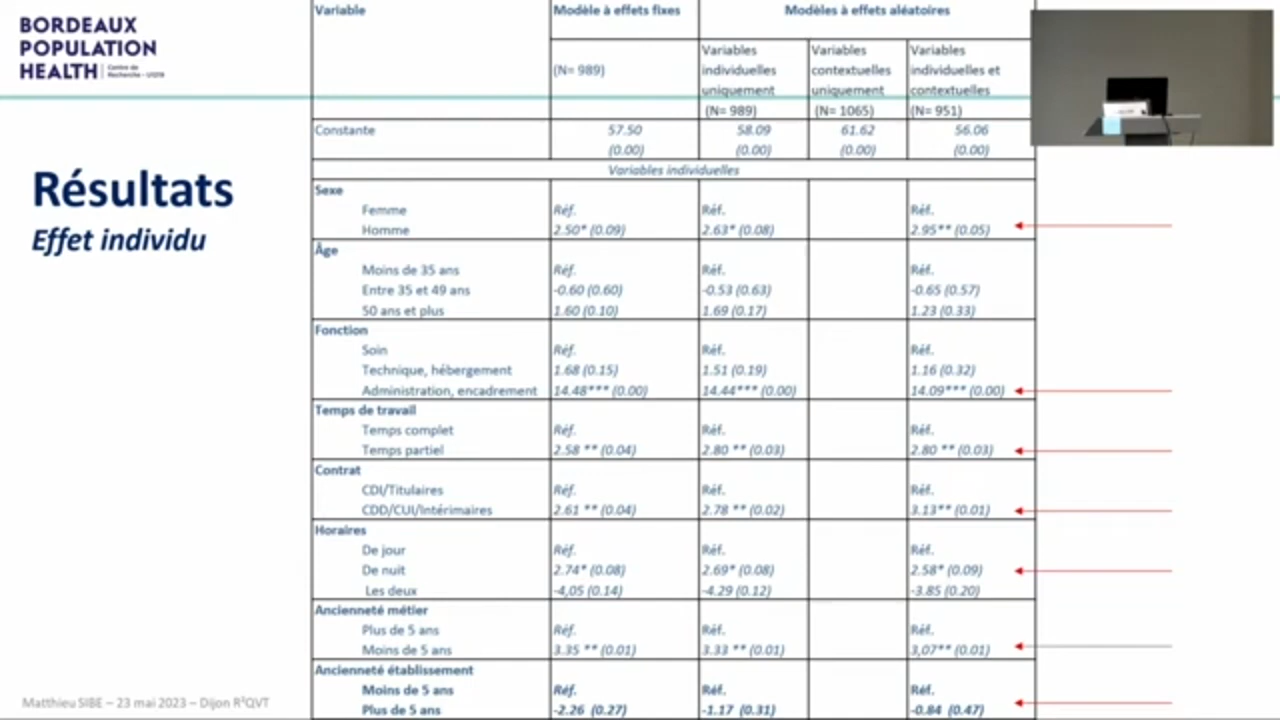 BORDEAUX
POPULATION
HEALTH Centre de
Recherche - U1219
Résultats
Effet individu
Variable Modèle à effets fixes Modèles à effets aléatoires
(N= 989) Variables individuelles uniquement (N= 989) Variables contextuelles uniquement (N= 1065) Variables individuelles et contextuelles (N= 951)
Constante 57.50 58.09 61.62 56.06
(0.00) (0.00) (0.00) (0.00)
Variables individuelles
Sexe
Femme Réf. Réf. Réf.
Homme 2.50* (0.09) 2.63* (0.08) 2.95** (0.05)
Âge
Moins de 35 ans Réf. Réf. Réf.
Entre 35 et 49 ans -0.60 (0.60) -0.53 (0.63) -0.65 (0.57)
50 ans et plus 1.60 (0.10) 1.69 (0.17) 1.23 (0.33)
Fonction
Soin Réf. Réf. Réf.
Technique, hébergement 1.68 (0.15) 1.51 (0.19) 1.16 (0.32)
Administration, encadrement 14.48*** (0.00) 14.44*** (0.00) 14.09*** (0.00)
Temps de travail
Temps complet Réf. Réf. Réf.
Temps partiel 2.58 ** (0.04) 2.80 ** (0.03) 2.80 ** (0.03)
Contrat
CDI/Titulaires Réf. Réf. Réf.
CDD/CUI/Intérimaires 2.61 ** (0.04) 2.78 ** (0.02) 3.13** (0.01)
Horaires
De jour Réf. Réf. Réf.
De nuit 2.74* (0.08) 2.69* (0.08) 2.58* (0.09)
Les deux -4,05 (0.14) -4.29 (0.12) -3.85 (0.20)
Ancienneté métier
Plus de 5 ans Réf. Réf. Réf.
Moins de 5 ans 3.35 ** (0.01) 3.33 ** (0.01) 3,07** (0.01)
Ancienneté établissement
Moins de 5 ans Réf. Réf. Réf.
Plus de 5 ans -2.26 (0.27) -1.17 (0.31) -0.84 (0.47)
Matthieu SIBE – 23 mai 2023 – Dijon R²QVT